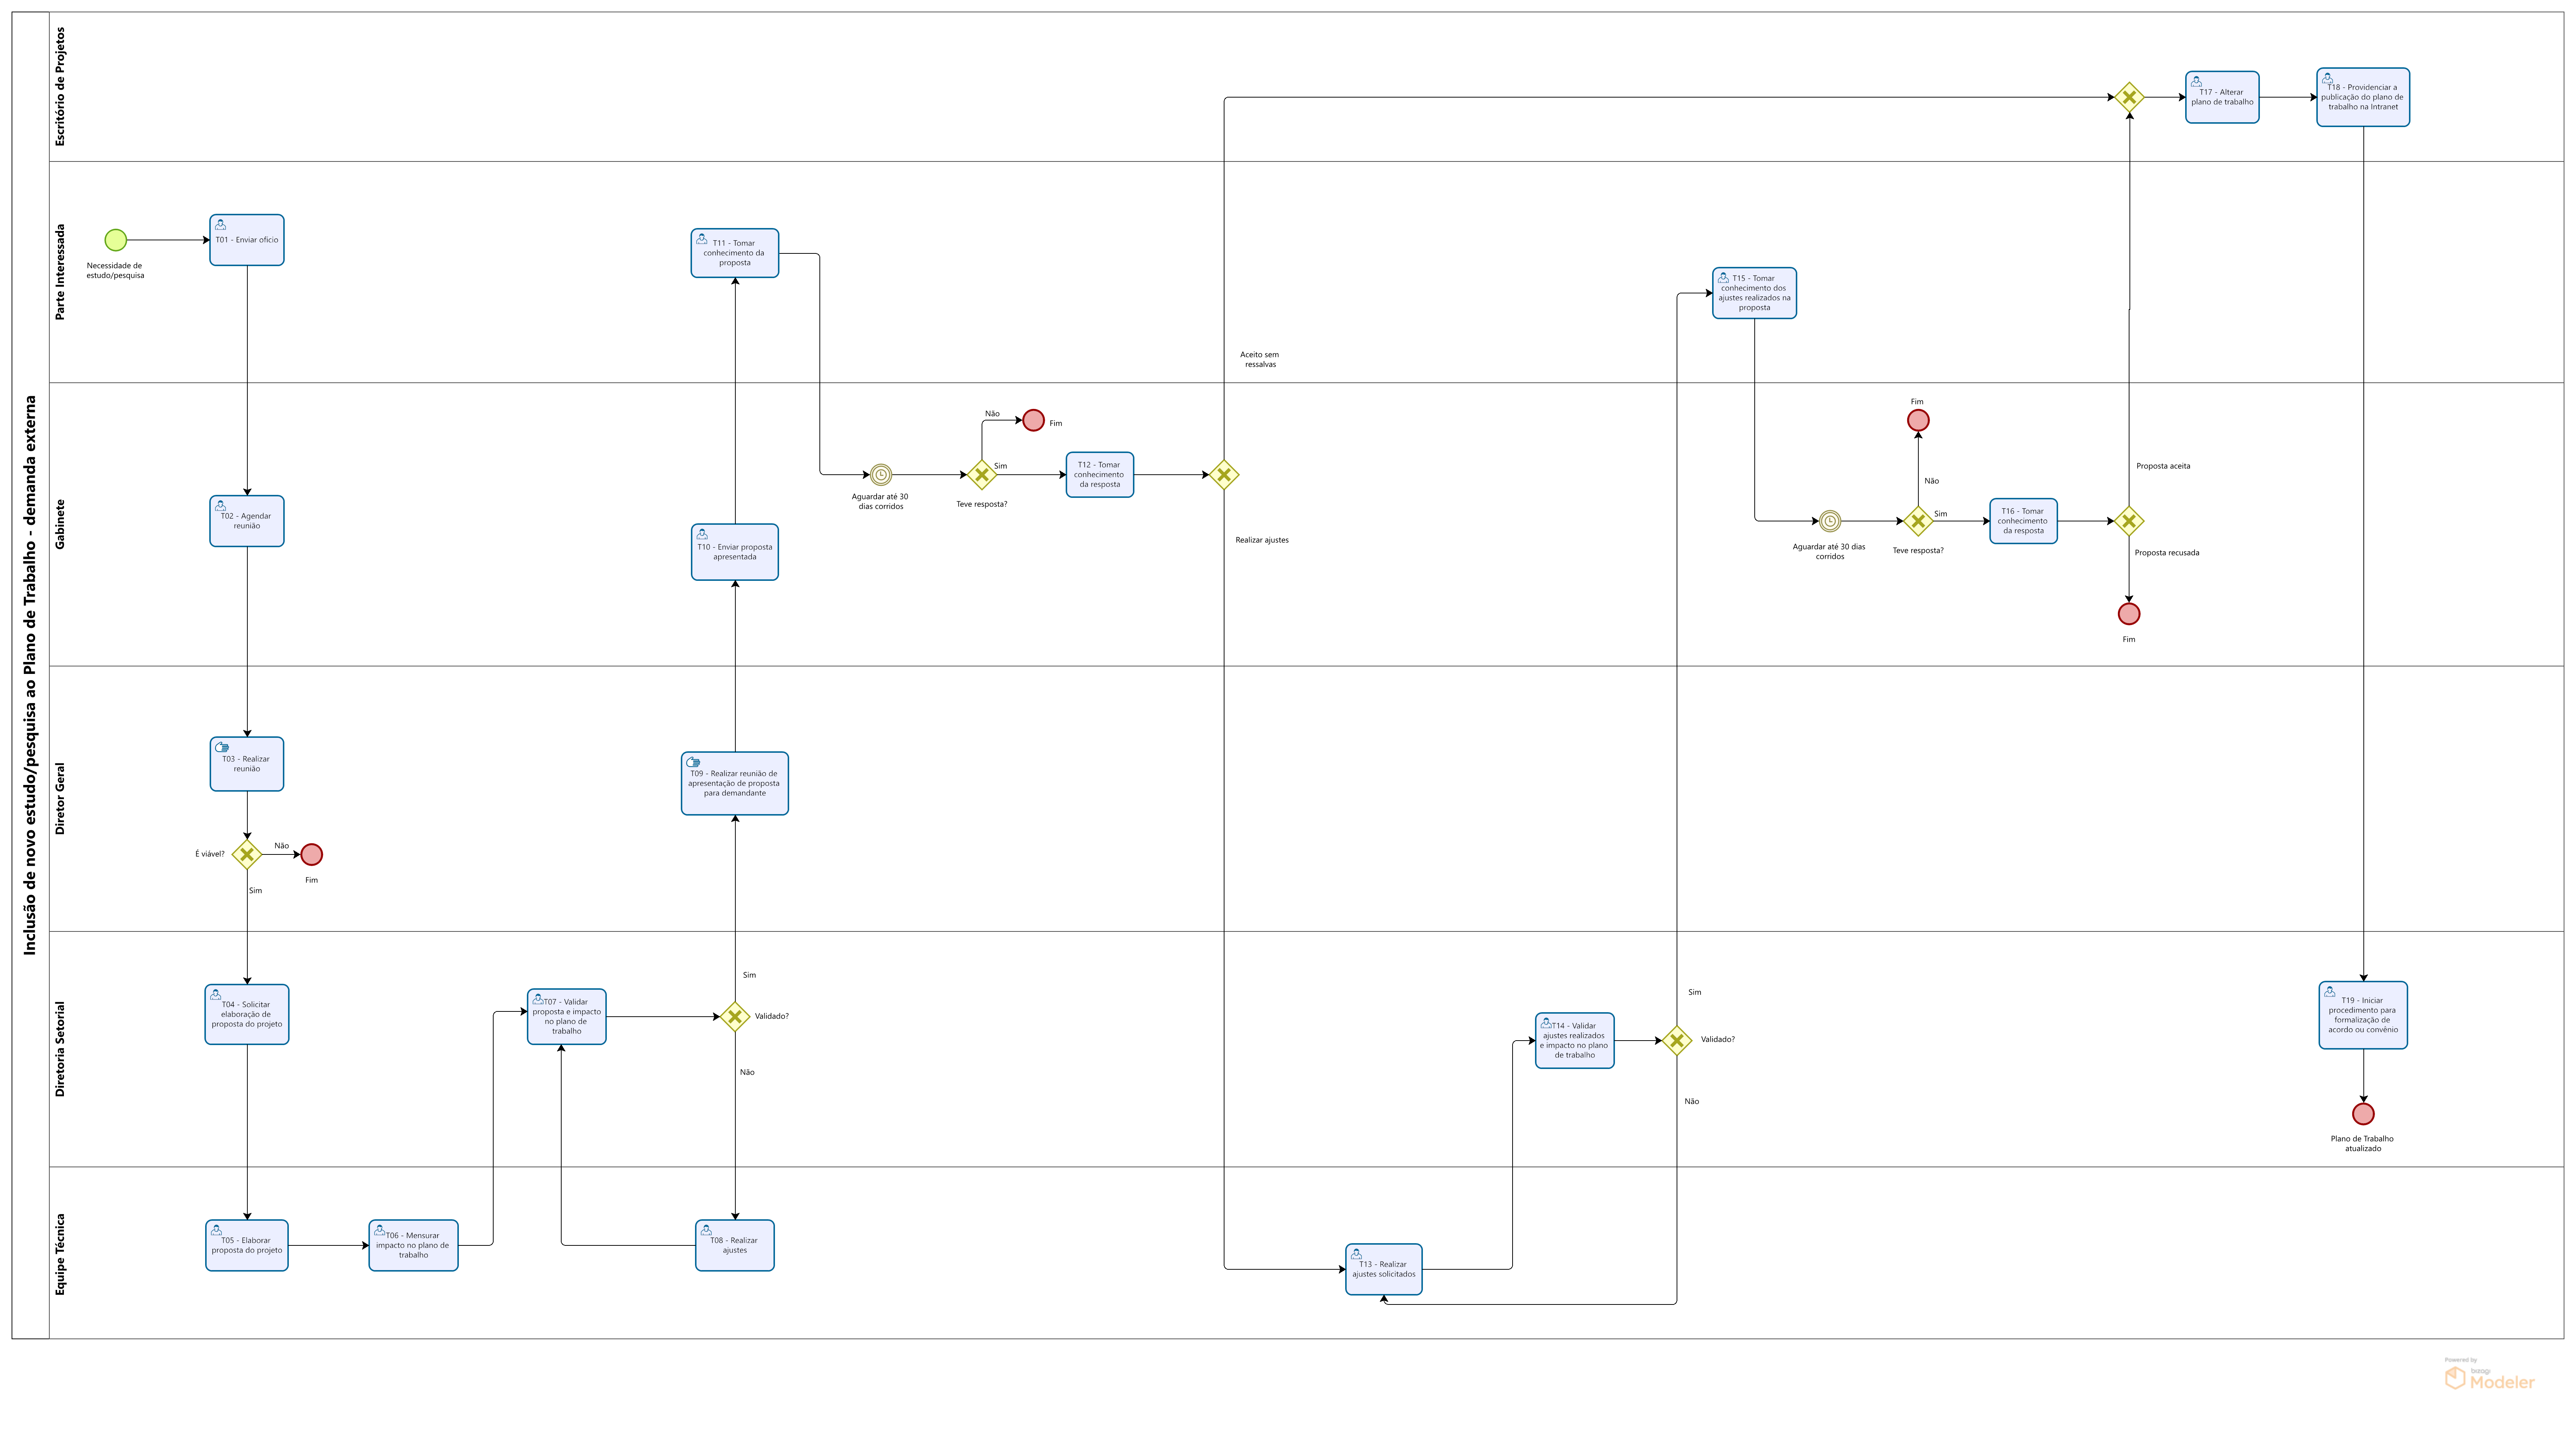 Inclusão de novo estudo/pesquisa ao Plano de Trabalho - demanda externa
Escritório de Projetos
T17 - Alterar
plano de trabalho
T18 - Providenciar a
publicação do plano de
trabalho na Intranet
Parte Interessada
Necessidade de
estudo/pesquisa
T01 - Enviar ofício
T11 - Tomar
conhecimento da
proposta
Aceito sem
ressalvas
T15 - Tomar
conhecimento dos
ajustes realizados na
proposta
Gabinete
T02 - Agendar
reunião
T10 - Enviar proposta
apresentada
Aguardar até 30
dias corridos
Teve resposta?
Não
Fim
Sim
T12 - Tomar
conhecimento
da resposta
Realizar ajustes
Aguardar até 30 dias
corridos
Teve resposta?
Não
Fim
Sim
T16 - Tomar
conhecimento
da resposta
Proposta aceita
Proposta recusada
Fim
Diretor Geral
T03 - Realizar
reunião
É viável?
Não
Fim
Sim
T09 - Realizar reunião de
apresentação de proposta
para demandante
Diretoria Setorial
T04 - Solicitar
elaboração de
proposta do projeto
T07 - Validar
proposta e impacto
no plano de
trabalho
Sim
Validado?
Não
T14 - Validar
ajustes realizados
e impacto no plano
de trabalho
Sim
Validado?
Não
T19 - Iniciar
procedimento para
formalização de
acordo ou convênio
Plano de Trabalho
atualizado
Equipe Técnica
T05 - Elaborar
proposta do projeto
T06 - Mensurar
impacto no plano de
trabalho
T08 - Realizar
ajustes
T13 - Realizar
ajustes solicitados
Powered by
bizagi
Modeler